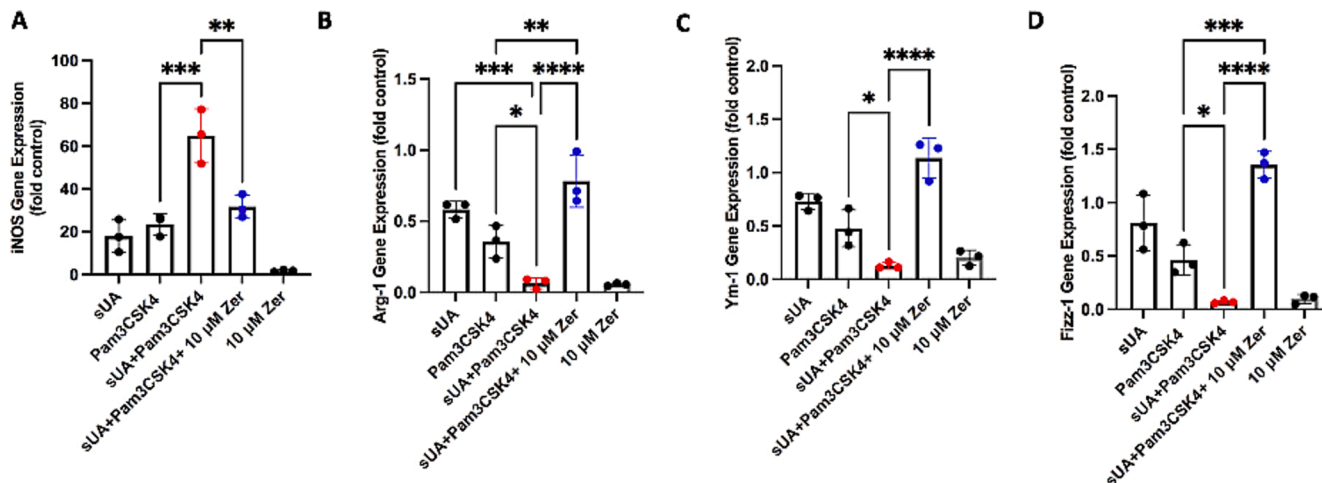 A
iNOS Gene Expression
(fold control)
100
80
60
40
20
0
***
**
sUA
Pam3CSK4
sUA+Pam3CSK4
sUA+Pam3CSK4+ 10 µM Zer
10 µM Zer
B
Arg-1 Gene Expression (fold control)
1.5
1.0
0.5
0.0
**
***
****
*
sUA
Pam3CSK4
sUA+Pam3CSK4
sUA+Pam3CSK4+ 10 µM Zer
10 µM Zer
C
Ym-1 Gene Expression (fold control)
2.0
1.5
1.0
0.5
0.0
****
*
sUA
Pam3CSK4
sUA+Pam3CSK4
sUA+Pam3CSK4+ 10 µM Zer
10 µM Zer
D
Fizz-1 Gene Expression (fold control)
2.0
1.5
1.0
0.5
0.0
***
****
*
sUA
Pam3CSK4
sUA+Pam3CSK4
sUA+Pam3CSK4+ 10 µM Zer
10 µM Zer